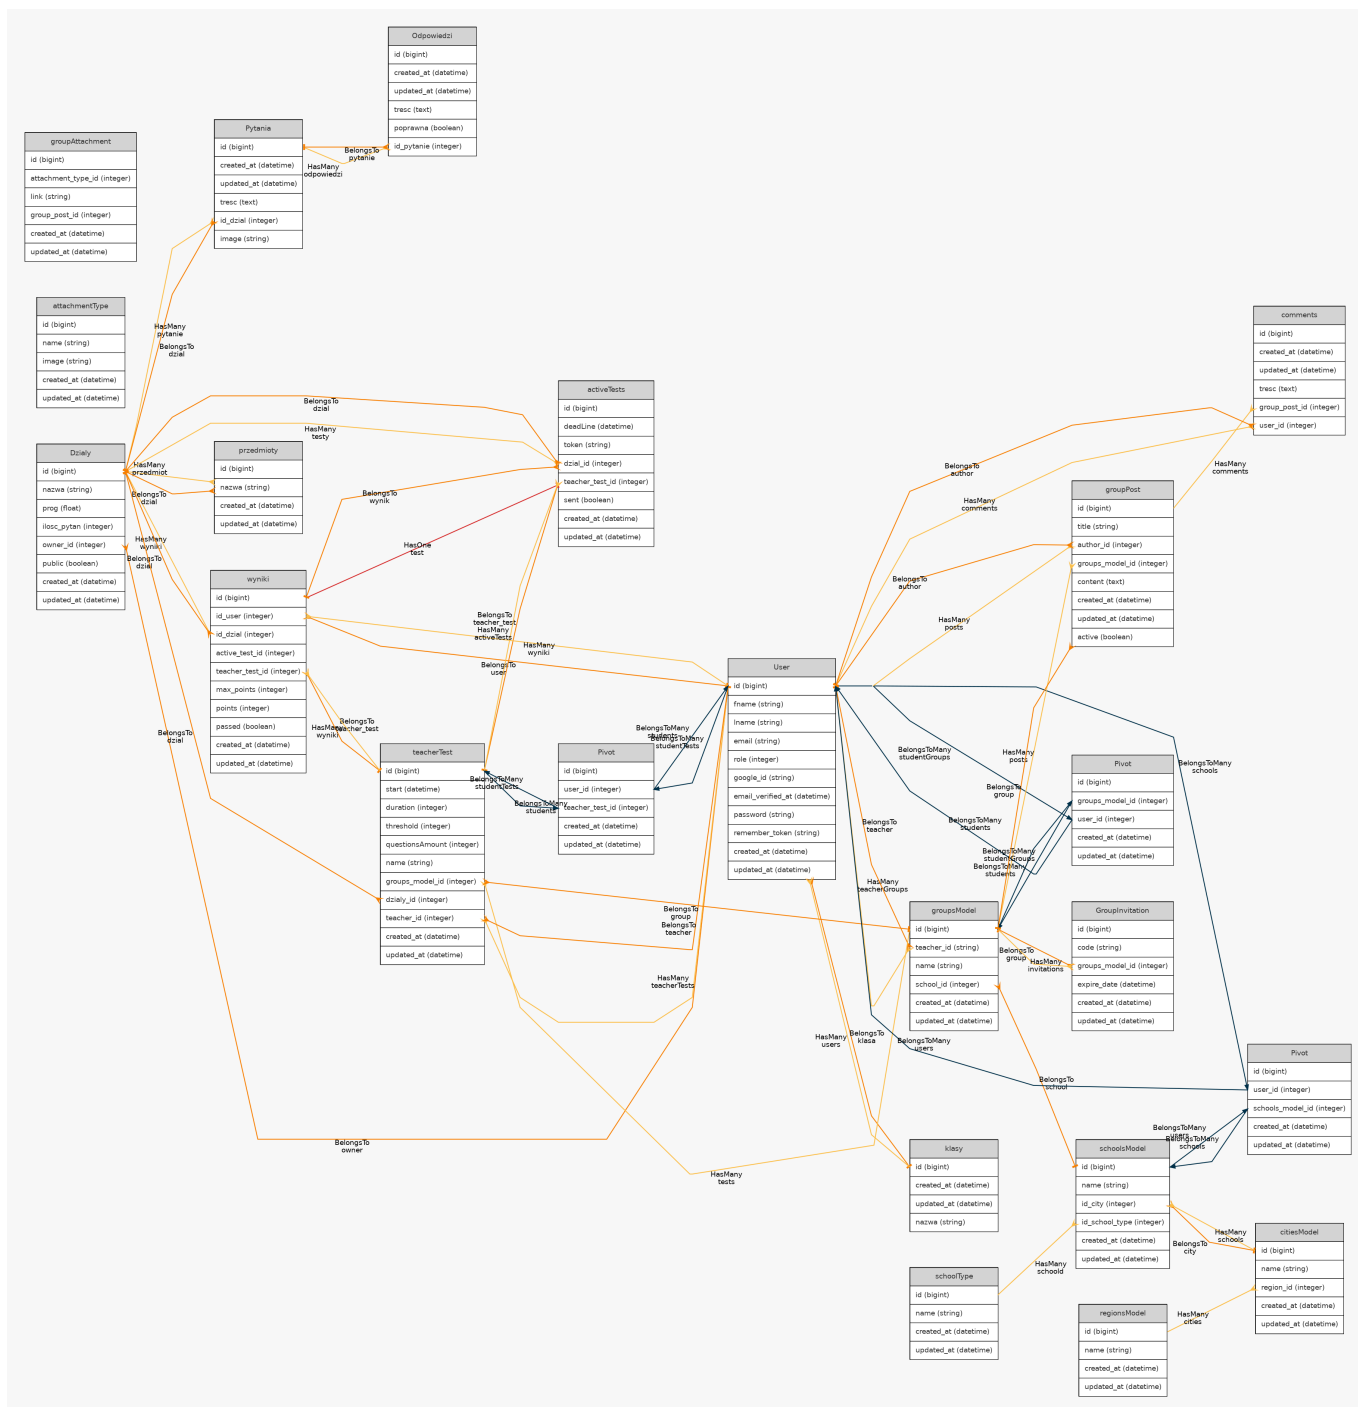 Odpowiedzi
id (bigint)
created_at (datetime)
updated_at (datetime)
tresc (text)
poprawna (boolean)
id_pytanie (integer)
Pytania
id (bigint)
created_at (datetime)
updated_at (datetime)
tresc (text)
id_dzial (integer)
image (string)
groupAttachment
id (bigint)
attachment_type_id (integer)
link (string)
group_post_id (integer)
created_at (datetime)
updated_at (datetime)
BelongsTo
pytanie
HasMany
odpowiedzi
attachmentType
id (bigint)
name (string)
image (string)
created_at (datetime)
updated_at (datetime)
HasMany
pytanie
BelongsTo
dzial
comments
id (bigint)
created_at (datetime)
updated_at (datetime)
tresc (text)
group_post_id (integer)
user_id (integer)
activeTests
id (bigint)
deadLine (datetime)
token (string)
dzial_id (integer)
teacher_test_id (integer)
sent (boolean)
created_at (datetime)
updated_at (datetime)
BelongsTo
dzial
HasMany
testy
Dzialy
id (bigint)
nazwa (string)
prog (float)
ilosc_pytan (integer)
owner_id (integer)
public (boolean)
created_at (datetime)
updated_at (datetime)
przedmioty
id (bigint)
nazwa (string)
created_at (datetime)
updated_at (datetime)
HasMany
przedmiot
BelongsTo
dzial
HasMany
wyniki
BelongsTo
dzial
BelongsTo
wynik
HasOne
test
BelongsTo
author
HasMany
comments
HasMany
comments
groupPost
id (bigint)
title (string)
author_id (integer)
groups_model_id (integer)
content (text)
created_at (datetime)
updated_at (datetime)
active (boolean)
wyniki
id (bigint)
id_user (integer)
id_dzial (integer)
active_test_id (integer)
teacher_test_id (integer)
max_points (integer)
points (integer)
passed (boolean)
created_at (datetime)
updated_at (datetime)
BelongsTo
author
HasMany
posts
BelongsTo
teacher_test
HasMany
activeTests
HasMany
wyniki
BelongsTo
user
User
id (bigint)
fname (string)
lname (string)
email (string)
role (integer)
google_id (string)
email_verified_at (datetime)
password (string)
remember_token (string)
created_at (datetime)
updated_at (datetime)
BelongsTo
dzial
HasMany
wyniki
BelongsTo
teacher_test
BelongsToMany
students
BelongsToMany
studentTests
teacherTest
id (bigint)
start (datetime)
duration (integer)
threshold (integer)
questionsAmount (integer)
name (string)
groups_model_id (integer)
dzialy_id (integer)
teacher_id (integer)
created_at (datetime)
updated_at (datetime)
BelongsToMany
studentTests
BelongsToMany
students
Pivot
id (bigint)
user_id (integer)
teacher_test_id (integer)
created_at (datetime)
updated_at (datetime)
BelongsToMany
studentGroups
HasMany
posts
BelongsTo
group
BelongsToMany
schools
Pivot
id (bigint)
groups_model_id (integer)
user_id (integer)
created_at (datetime)
updated_at (datetime)
BelongsTo
teacher
BelongsToMany
students
BelongsToMany
studentGroups
BelongsToMany
students
HasMany
teacherGroups
BelongsTo
group
BelongsTo
teacher
HasMany
teacherTests
groupsModel
id (bigint)
teacher_id (string)
name (string)
school_id (integer)
created_at (datetime)
updated_at (datetime)
BelongsTo
group
HasMany
invitations
GroupInvitation
id (bigint)
code (string)
groups_model_id (integer)
expire_date (datetime)
created_at (datetime)
updated_at (datetime)
HasMany
users
BelongsTo
klasa
BelongsToMany
users
BelongsTo
school
Pivot
id (bigint)
user_id (integer)
schools_model_id (integer)
created_at (datetime)
updated_at (datetime)
BelongsToMany
users
BelongsToMany
schools
BelongsTo
owner
HasMany
tests
klasy
id (bigint)
created_at (datetime)
updated_at (datetime)
nazwa (string)
schoolsModel
id (bigint)
name (string)
id_city (integer)
id_school_type (integer)
created_at (datetime)
updated_at (datetime)
HasMany
schools
BelongsTo
city
citiesModel
id (bigint)
name (string)
region_id (integer)
created_at (datetime)
updated_at (datetime)
HasMany
schoold
schoolType
id (bigint)
name (string)
created_at (datetime)
updated_at (datetime)
HasMany
cities
regionsModel
id (bigint)
name (string)
created_at (datetime)
updated_at (datetime)